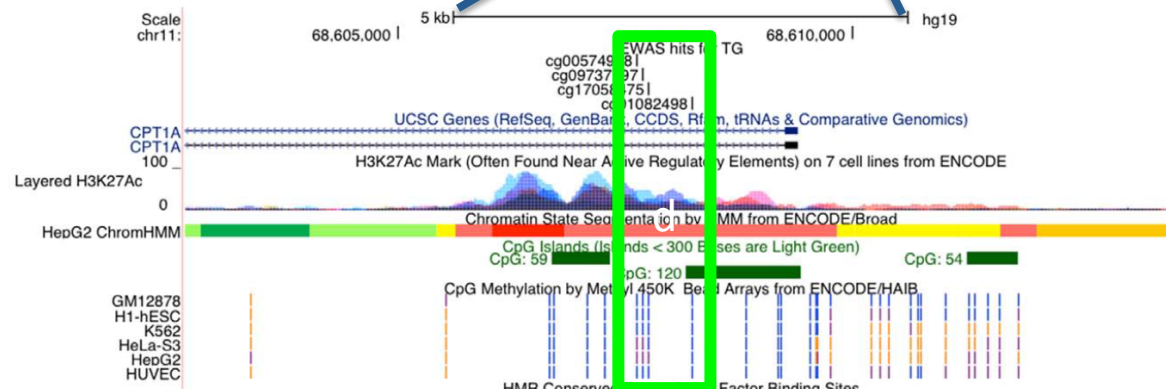 Scale 5 kb hg19
chr11: 68,605,000 68,610,000
EWAS hits for TG
UCSC Genes (RefSeq, GenBank, CCDS, Rfam, tRNAs & Comparative Genomics)
CPT1A
CPT1A
H3K27Ac Mark (Often Found Near Active Regulatory Elements) on 7 cell lines from ENCODE
100
Layered H3K27Ac
0
d
Chromatin State Segmentation by HMM from ENCODE/Broad
HepG2 ChromHMM
CpG Islands (Islands < 300 Bases are Light Green)
CpG: 59 CpG: 54
CpG: 120
CpG Methylation by Methyl 450K Bead Arrays from ENCODE/HAIB
GM12878
H1-hESC
K562
HeLa-S3
HepG2
HUVEC
HMR Factor Binding Sites